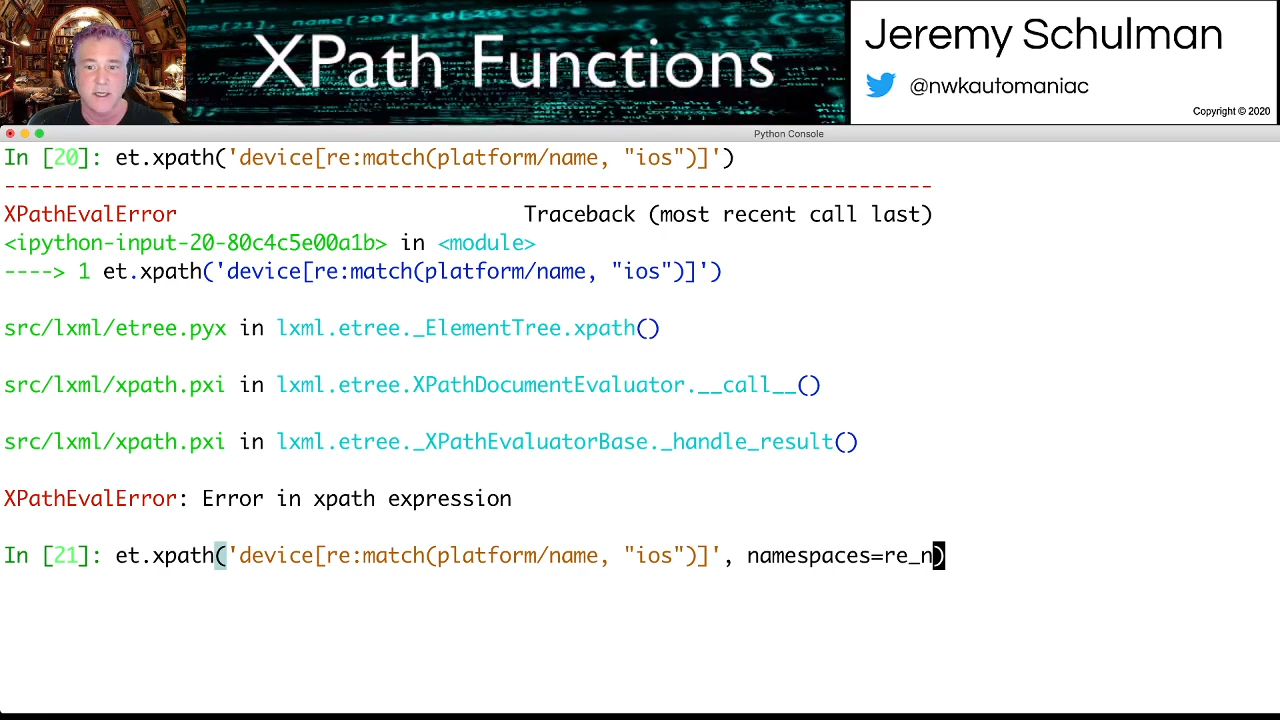 XPath Functions
Jeremy Schulman
@nwkautomaniac
Copyright © 2020
Python Console
In [20]: et.xpath('device[re:match(platform/name, "ios")]')
---------------------------------------------------------------------------
XPathEvalError                            Traceback (most recent call last)
<ipython-input-20-80c4c5e00a1b> in <module>
----> 1 et.xpath('device[re:match(platform/name, "ios")]')
src/lxml/etree.pyx in lxml.etree._ElementTree.xpath()
src/lxml/xpath.pxi in lxml.etree.XPathDocumentEvaluator.__call__()
src/lxml/xpath.pxi in lxml.etree._XPathEvaluatorBase._handle_result()
XPathEvalError: Error in xpath expression
In [21]: et.xpath('device[re:match(platform/name, "ios")]', namespaces=re_n)